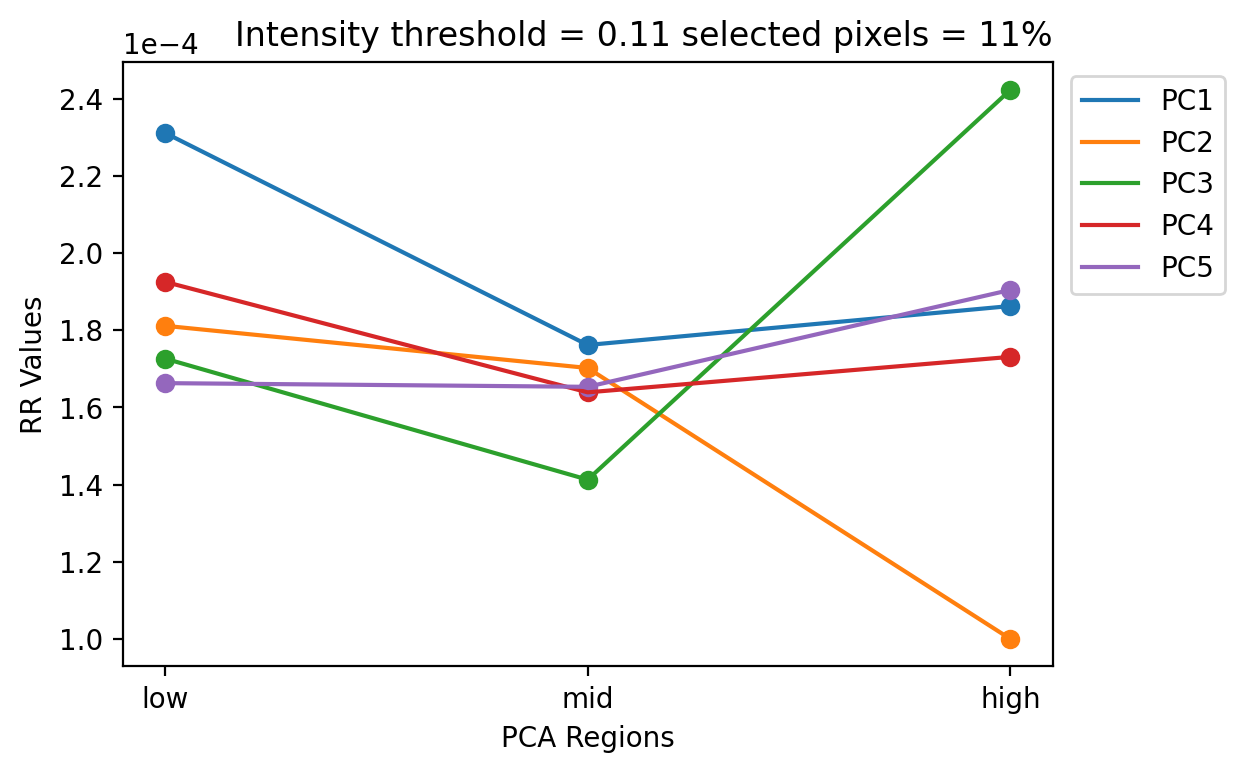 Intensity threshold = 0.11 selected pixels = 11%
1e−4
2.4
2.2
2.0
1.8
1.6
1.4
1.2
1.0
RR Values
low
mid
high
PCA Regions
PC1
PC2
PC3
PC4
PC5